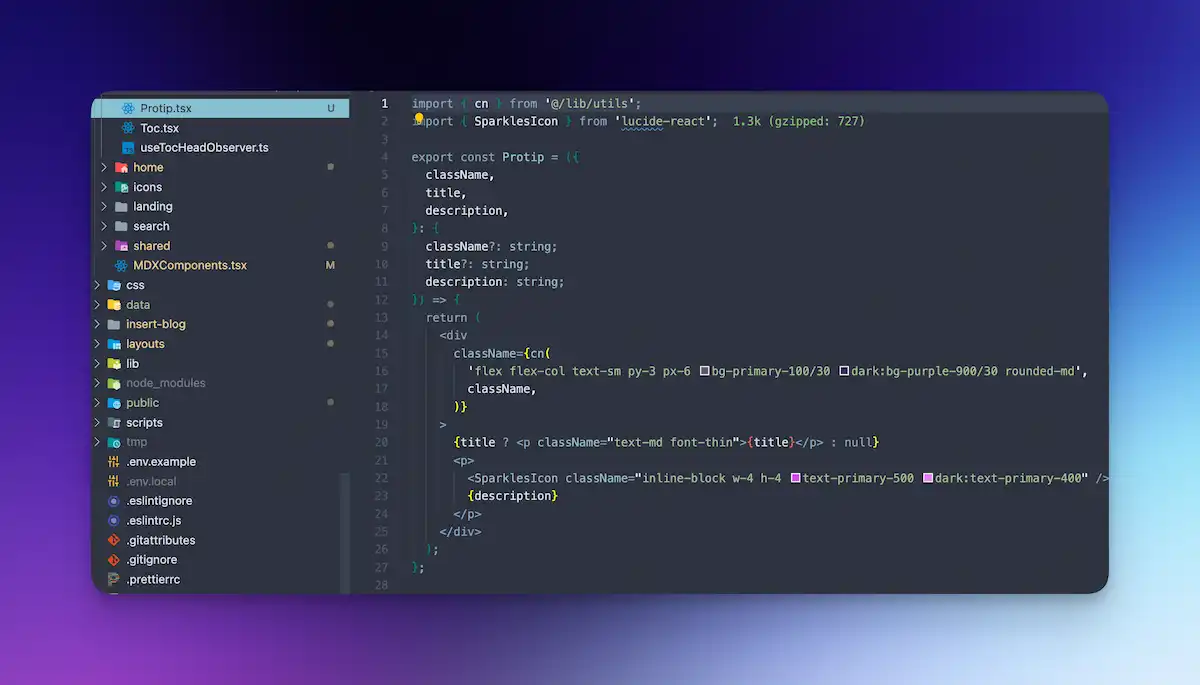 Protip.tsx U
Toc.tsx
useTocHeadObserver.ts
home
icons
landing
search
shared
MDXComponents.tsx M
css
data
insert-blog
layouts
lib
node_modules
public
scripts
tmp
.env.example
.env.local
.eslintignore
.eslintrc.js
.gitattributes
.gitignore
.prettierrc
1 import { cn } from '@/lib/utils';
2 import { SparklesIcon } from 'lucide-react'; 1.3k (gzipped: 727)
3
4 export const Protip = ({
5 className,
6 title,
7 description,
8 }: {
9 className?: string;
10 title?: string;
11 description: string;
12 }) => {
13 return (
14 <div
15 className={cn(
16 'flex flex-col text-sm py-3 px-6 bg-primary-100/30 dark:bg-purple-900/30 rounded-md',
17 className,
18 )}
19 >
20 {title ? <p className="text-md font-thin">{title}</p> : null}
21 <p>
22 <SparklesIcon className="inline-block w-4 h-4 text-primary-500 dark:text-primary-400" />
23 {description}
24 </p>
25 </div>
26 );
27 };
28